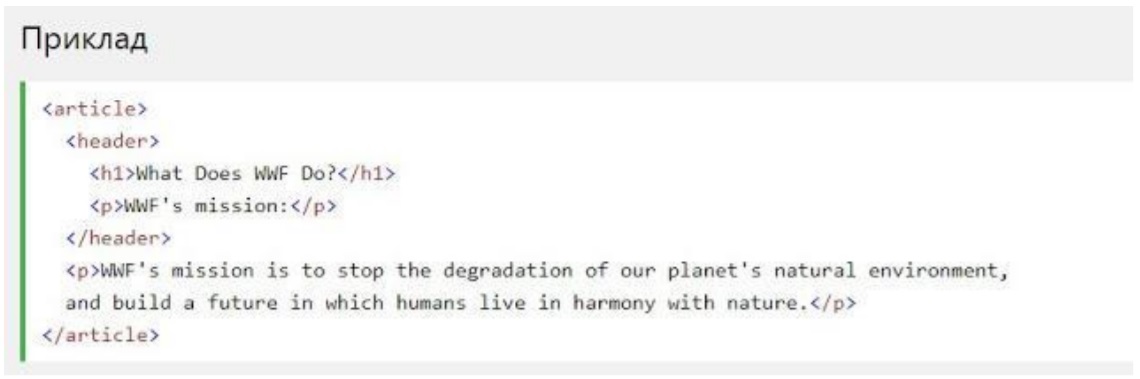 Приклад
<article>
<header>
<h1>What Does WWF Do?</h1>
<p>WWF's mission:</p>
</header>
<p>WWF's mission is to stop the degradation of our planet's natural environment,
and build a future in which humans live in harmony with nature.</p>
</article>